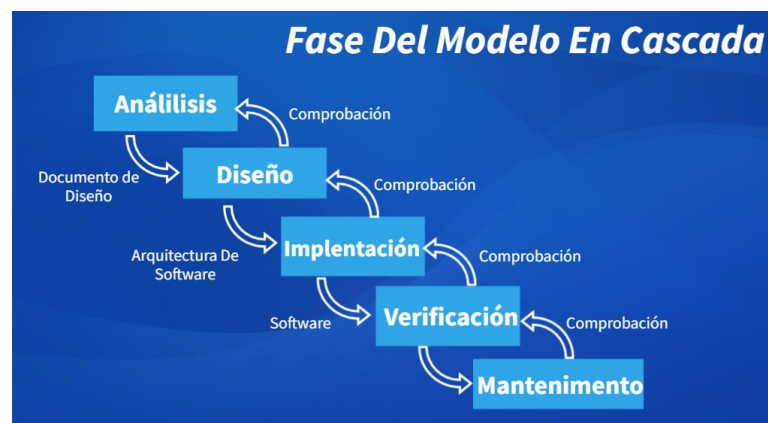 Fase Del Modelo En Cascada
Análilisis
Comprobación
Documento de
Diseño
Diseño
Comprobación
Arquitectura De
Software
Implentación
Comprobación
Software
Verificación
Comprobación
Mantenimento